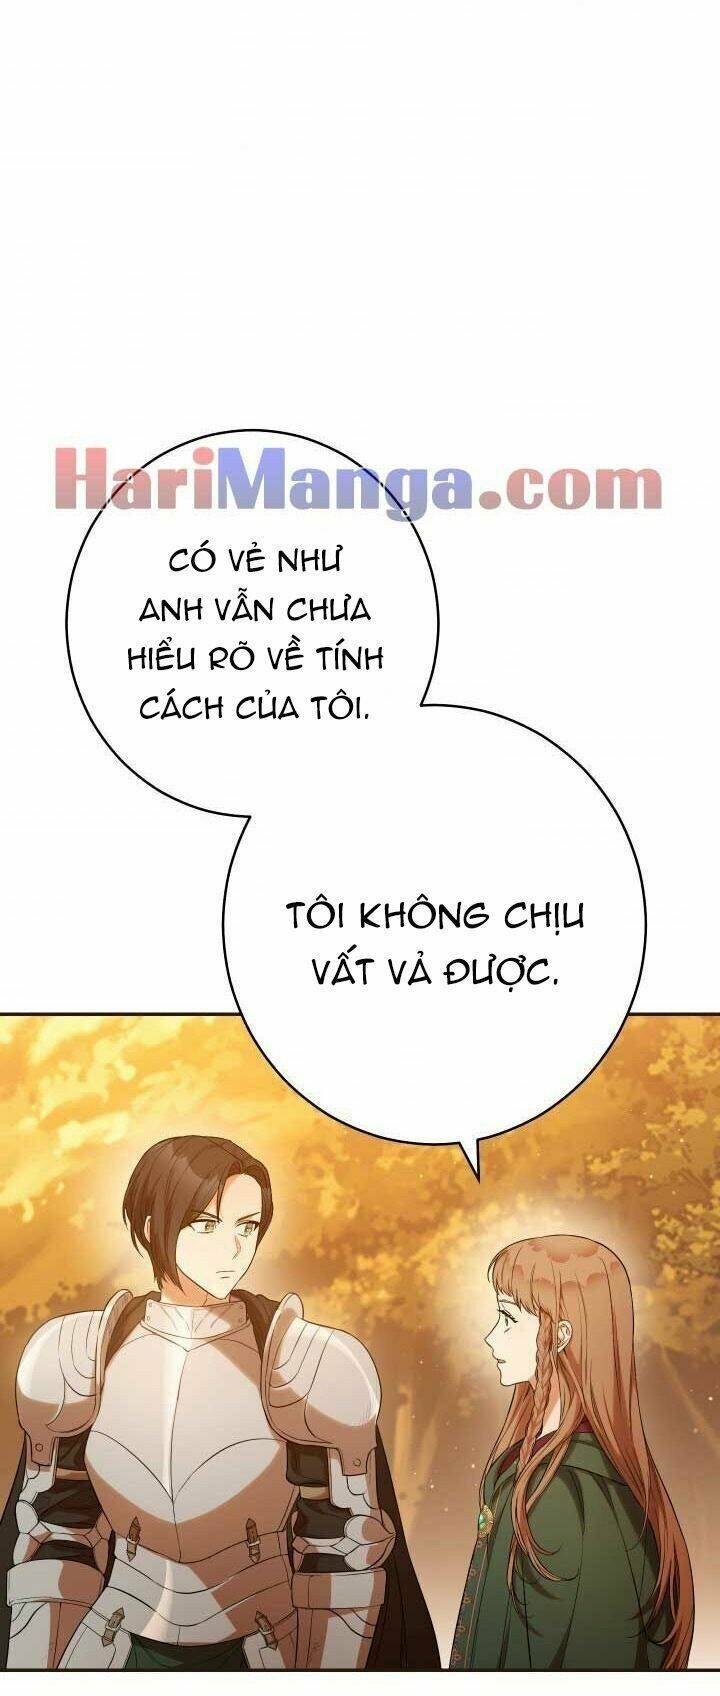 HariManga.com
CÓ VẺ NHƯ
ANH VẪN CHƯA
HIỂU RÕ VỀ TÍNH
CÁCH CỦA TÔI.
TÔI KHÔNG CHỊU
VẤT VẢ ĐƯỢC.